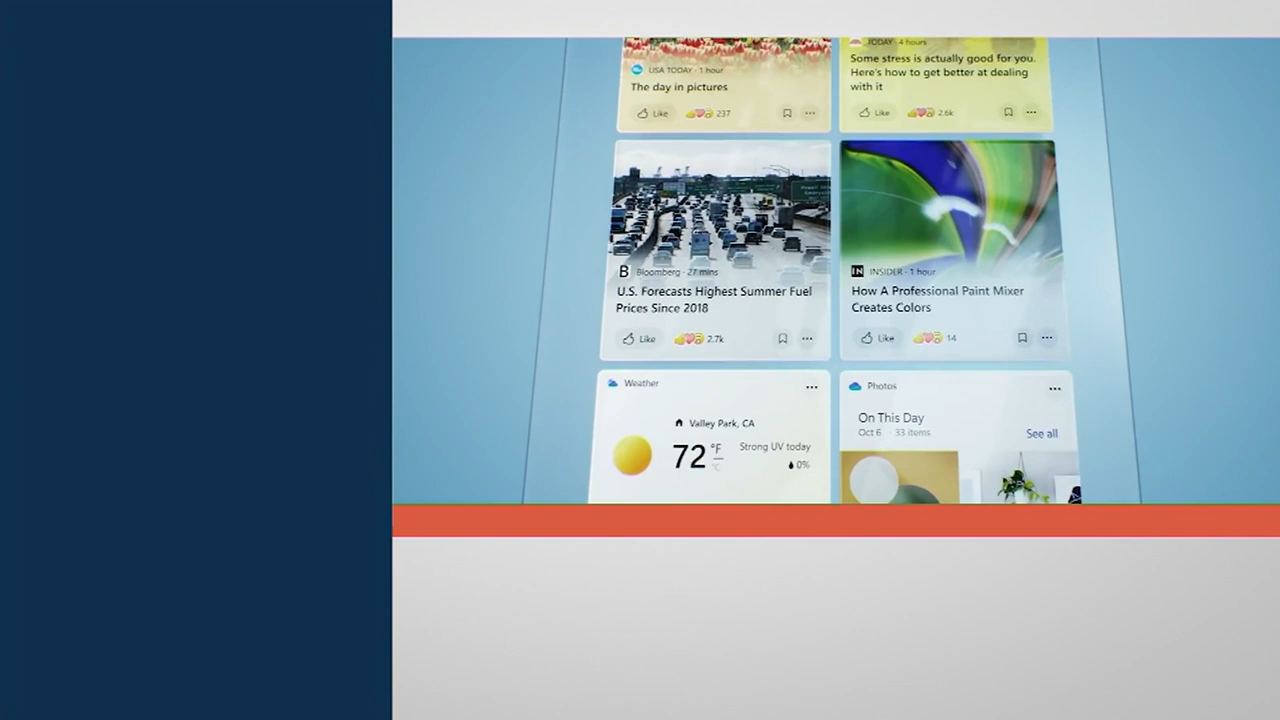 USA TODAY · 1 hour
The day in pictures
Like
237
TODAY · 4 hours
Some stress is actually good for you.
Here's how to get better at dealing
with it
Like
2.6k
B Bloomberg · 27 mins
U.S. Forecasts Highest Summer Fuel
Prices Since 2018
Like
2.7k
IN INSIDER · 1 hour
How A Professional Paint Mixer
Creates Colors
Like
14
Weather
Valley Park, CA
72 °F
°C
Strong UV today
0%
Photos
On This Day
Oct 6 · 33 items
See all